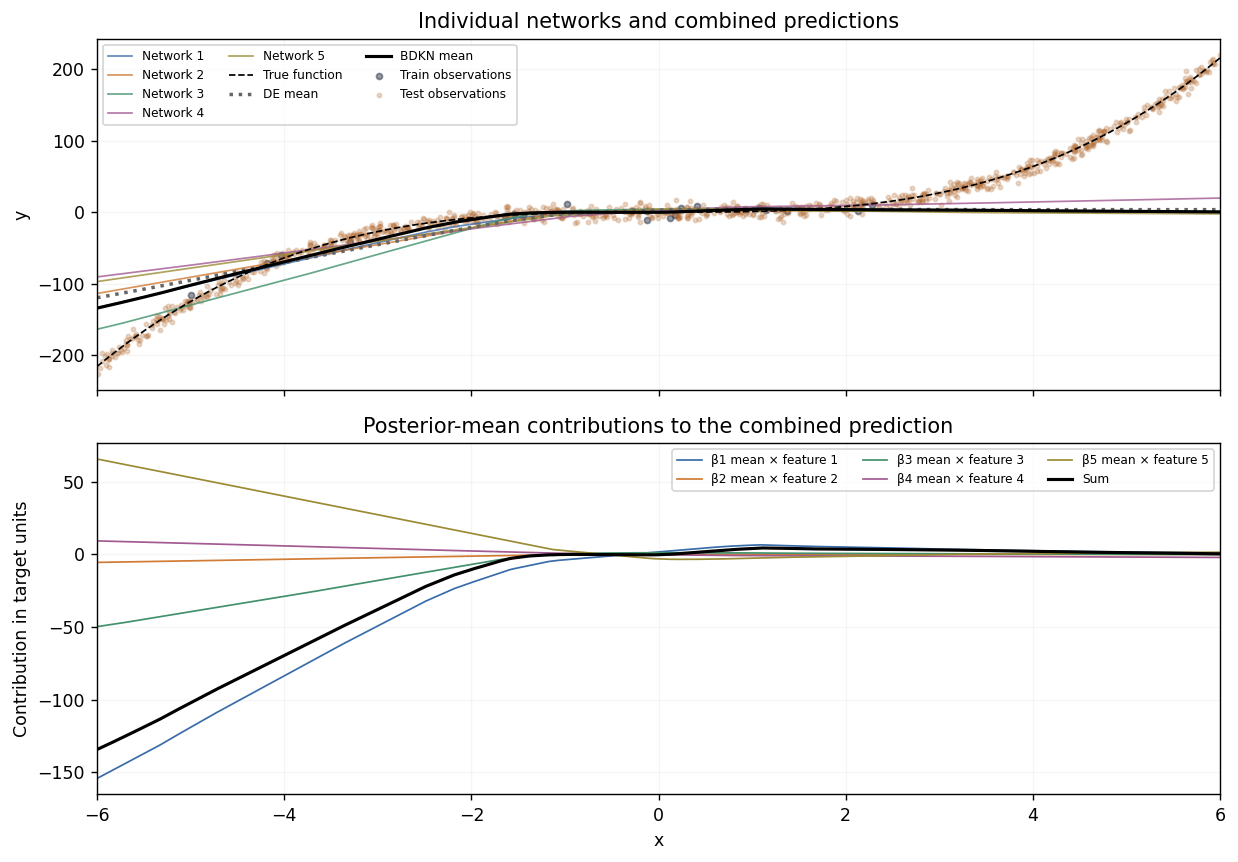 Individual networks and combined predictions
Network 1
Network 2
Network 3
Network 4
Network 5
True function
DE mean
BDKN mean
Train observations
Test observations
200
100
0
−100
−200
y
Posterior-mean contributions to the combined prediction
β1 mean × feature 1
β2 mean × feature 2
β3 mean × feature 3
β4 mean × feature 4
β5 mean × feature 5
Sum
50
0
−50
−100
−150
Contribution in target units
−6 −4 −2 0 2 4 6
x